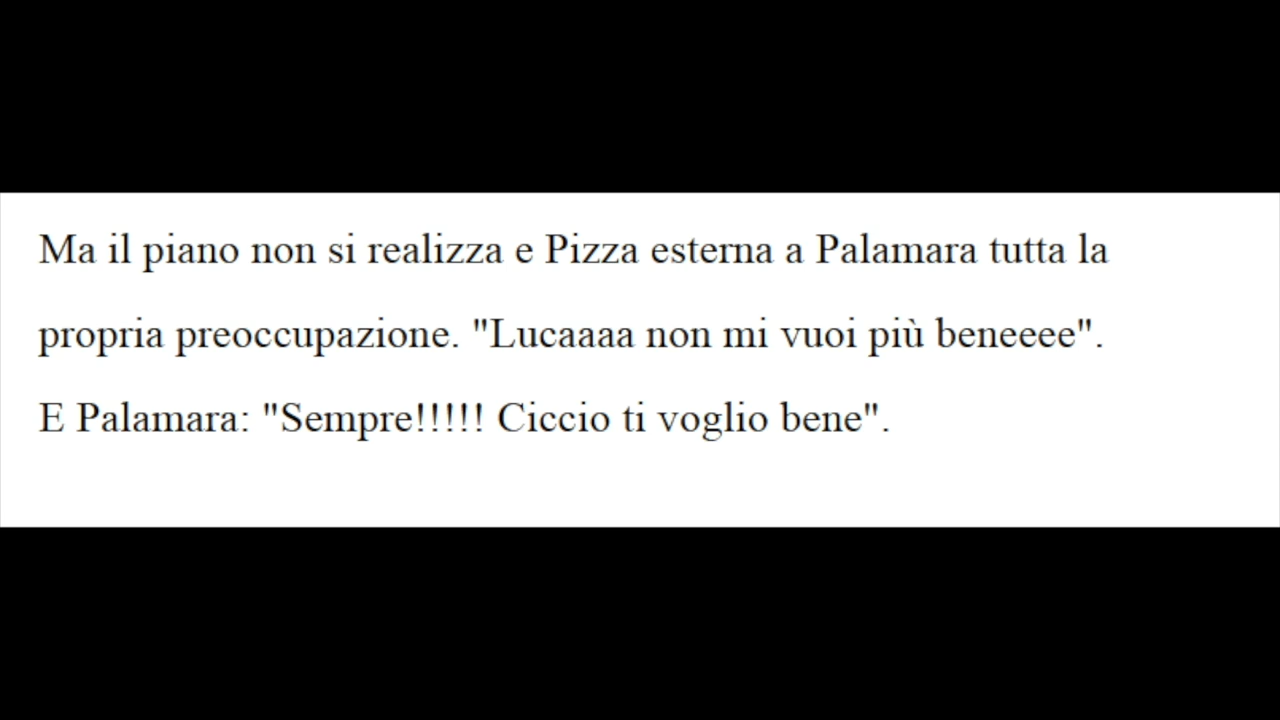 Ma il piano non si realizza e Pizza esterna a Palamara tutta la
propria preoccupazione. "Lucaaaa non mi vuoi più beneeee".
E Palamara: "Sempre!!!!! Ciccio ti voglio bene".